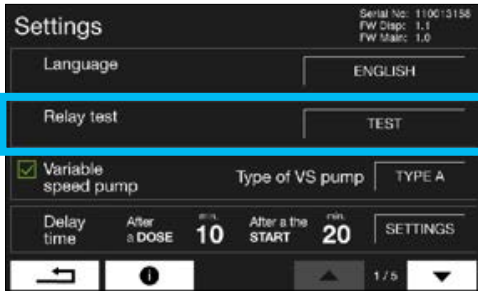 Settings
Serial No: 110013158
FW Disp: 1.1
FW Main: 1.0
Language ENGLISH
Relay test TEST
Variable speed pump Type of VS pump TYPE A
Delay time After a DOSE min. 10 After a the START min. 20 SETTINGS
1/5